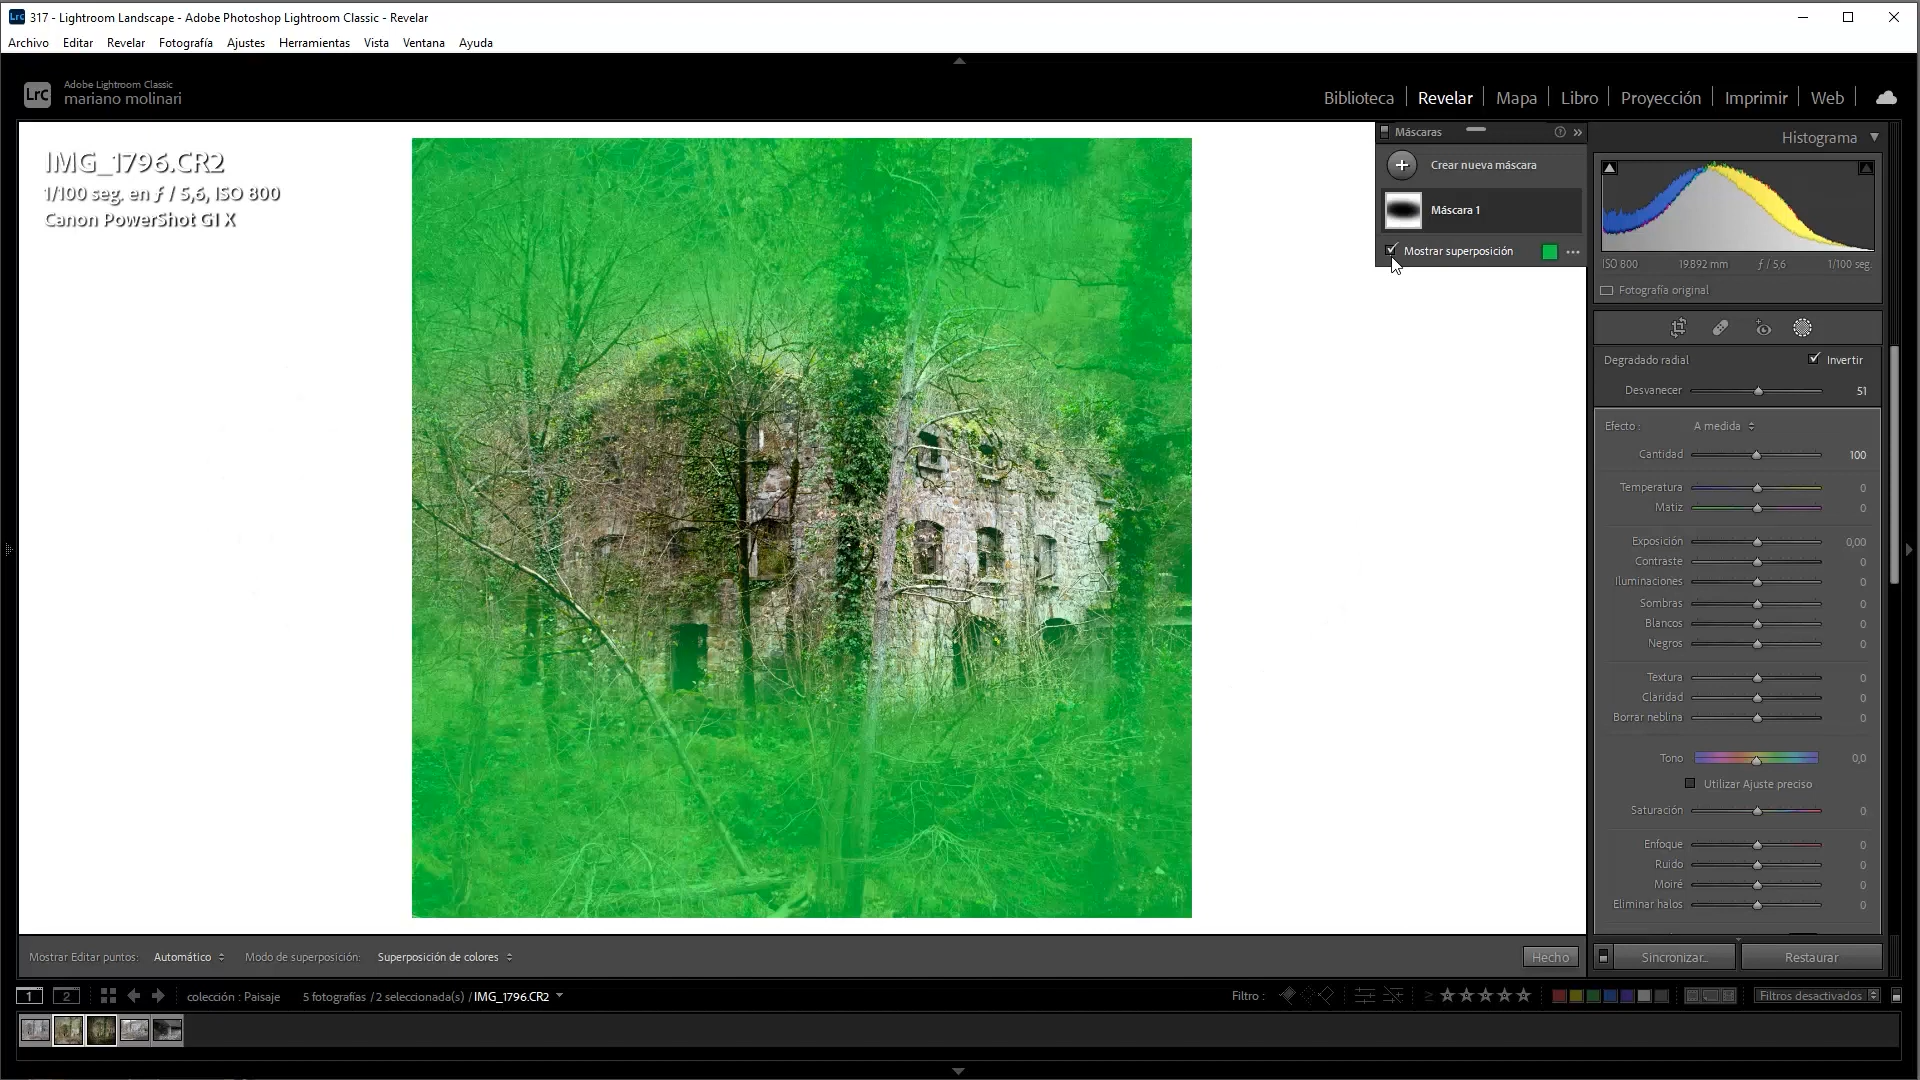 317 - Lightroom Landscape - Adobe Photoshop Lightroom Classic - Revelar
Archivo Editar Revelar Fotografía Ajustes Herramientas Vista Ventana Ayuda
Lrc Adobe Lightroom Classic
mariano molinari
Biblioteca | Revelar | Mapa | Libro | Proyección | Imprimir | Web |
IMG_1796.CR2
1/100 seg. en ƒ / 5,6, ISO 800
Canon PowerShot G1 X
Máscaras
Crear nueva máscara
Máscara 1
Mostrar superposición
Histograma
ISO 800 19.892 mm ƒ / 5,6 1/100 seg.
Fotografía original
Degradado radial Invertir
Desvanecer 51
Efecto : A medida
Cantidad 100
Temperatura 0
Matiz 0
Exposición 0,00
Contraste 0
Iluminaciones 0
Sombras 0
Blancos 0
Negros 0
Textura 0
Claridad 0
Borrar neblina 0
Tono 0,0
Utilizar Ajuste preciso
Saturación 0
Enfoque 0
Ruido 0
Moiré 0
Eliminar halos 0
Mostrar Editar puntos: Automático Modo de superposición: Superposición de colores Hecho
Sincronizar... Restaurar
1 2 colección : Paisaje 5 fotografías / 2 seleccionada(s) / IMG_1796.CR2 Filtro : ≥ Filtros desactivados